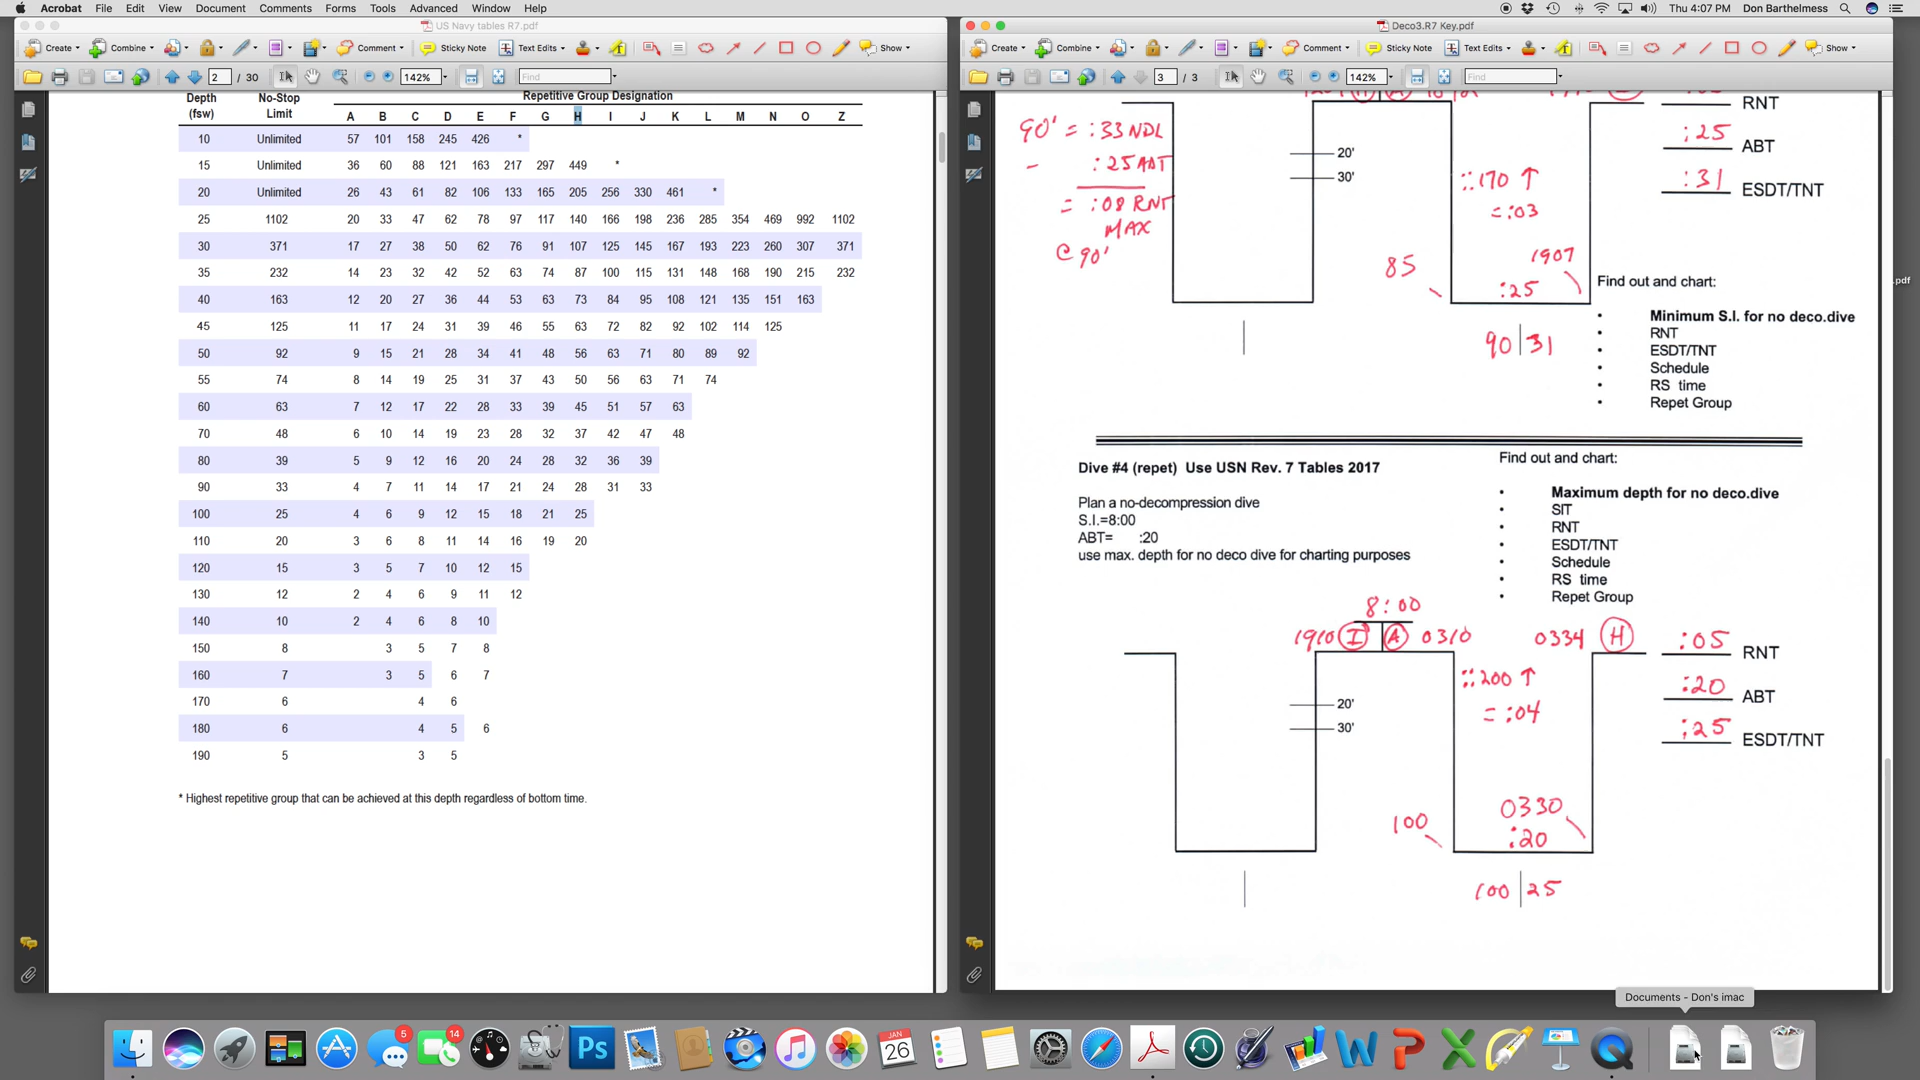 Acrobat File Edit View Document Comments Forms Tools Advanced Window Help
Thu 4:07 PM Don Barthelmess
US Navy tables R7.pdf
Create Combine Comment Sticky Note Text Edits Show
2 / 30 142% Find
Depth (fsw) No-Stop Limit Repetitive Group Designation
A B C D E F G H I J K L M N O Z
10 Unlimited 57 101 158 245 426 *
15 Unlimited 36 60 88 121 163 217 297 449 *
20 Unlimited 26 43 61 82 106 133 165 205 256 330 461 *
25 1102 20 33 47 62 78 97 117 140 166 198 236 285 354 469 992 1102
30 371 17 27 38 50 62 76 91 107 125 145 167 193 223 260 307 371
35 232 14 23 32 42 52 63 74 87 100 115 131 148 168 190 215 232
40 163 12 20 27 36 44 53 63 73 84 95 108 121 135 151 163
45 125 11 17 24 31 39 46 55 63 72 82 92 102 114 125
50 92 9 15 21 28 34 41 48 56 63 71 80 89 92
55 74 8 14 19 25 31 37 43 50 56 63 71 74
60 63 7 12 17 22 28 33 39 45 51 57 63
70 48 6 10 14 19 23 28 32 37 42 47 48
80 39 5 9 12 16 20 24 28 32 36 39
90 33 4 7 11 14 17 21 24 28 31 33
100 25 4 6 9 12 15 18 21 25
110 20 3 6 8 11 14 16 19 20
120 15 3 5 7 10 12 15
130 12 2 4 6 9 11 12
140 10 2 4 6 8 10
150 8 3 5 7 8
160 7 3 5 6 7
170 6 4 6
180 6 4 5 6
190 5 3 5
* Highest repetitive group that can be achieved at this depth regardless of bottom time.
Deco3.R7 Key.pdf
Create Combine Comment Sticky Note Text Edits Show
3 / 3 142% Find
90' = :33 NDL
- :25 ABT
= :08 RNT
MAX
@ 90'
20'
30'
::170 ↑
= :03
85
1907
:25
90 | 31
RNT
:25 ABT
:31 ESDT/TNT
Find out and chart:
• Minimum S.I. for no deco.dive
• RNT
• ESDT/TNT
• Schedule
• RS time
• Repet Group
.pdf
Dive #4 (repet) Use USN Rev. 7 Tables 2017
Plan a no-decompression dive
S.I.=8:00
ABT= :20
use max. depth for no deco dive for charting purposes
Find out and chart:
• Maximum depth for no deco.dive
• SIT
• RNT
• ESDT/TNT
• Schedule
• RS time
• Repet Group
8:00
1910 I A 0310 0334 H
20'
30'
::200 ↑
= :04
100
0330
:20
100 | 25
:05 RNT
:20 ABT
:25 ESDT/TNT
Documents - Don's imac
5
14
JAN
26
Ps